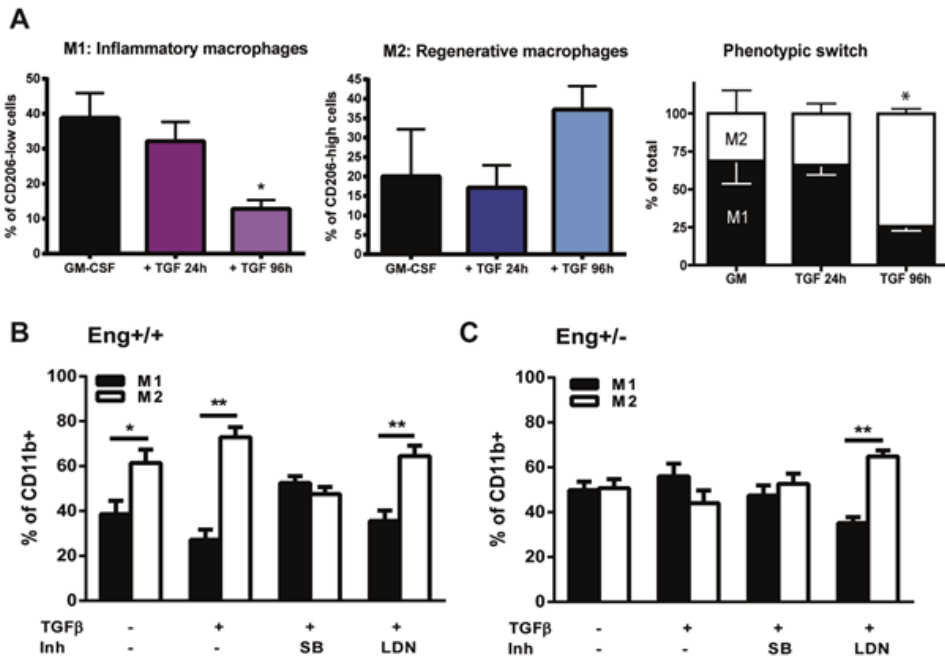 A
M1: Inflammatory macrophages
% of CD206-low cells
50
40
30
20
10
0
*
GM-CSF + TGF 24h + TGF 96h
M2: Regenerative macrophages
% of CD206-high cells
45
40
35
30
25
20
15
10
5
0
GM-CSF + TGF 24h + TGF 96h
Phenotypic switch
% of total
100
75
50
25
*
M2
M1
GM TGF 24h TGF 96h
B Eng+/+
M1
M2
% of CD11b+
100
80
60
40
20
0
* ** **
TGFβ - + + +
Inh - - SB LDN
C Eng+/-
M1
M2
% of CD11b+
100
80
60
40
20
0
**
TGFβ - + + +
Inh - - SB LDN